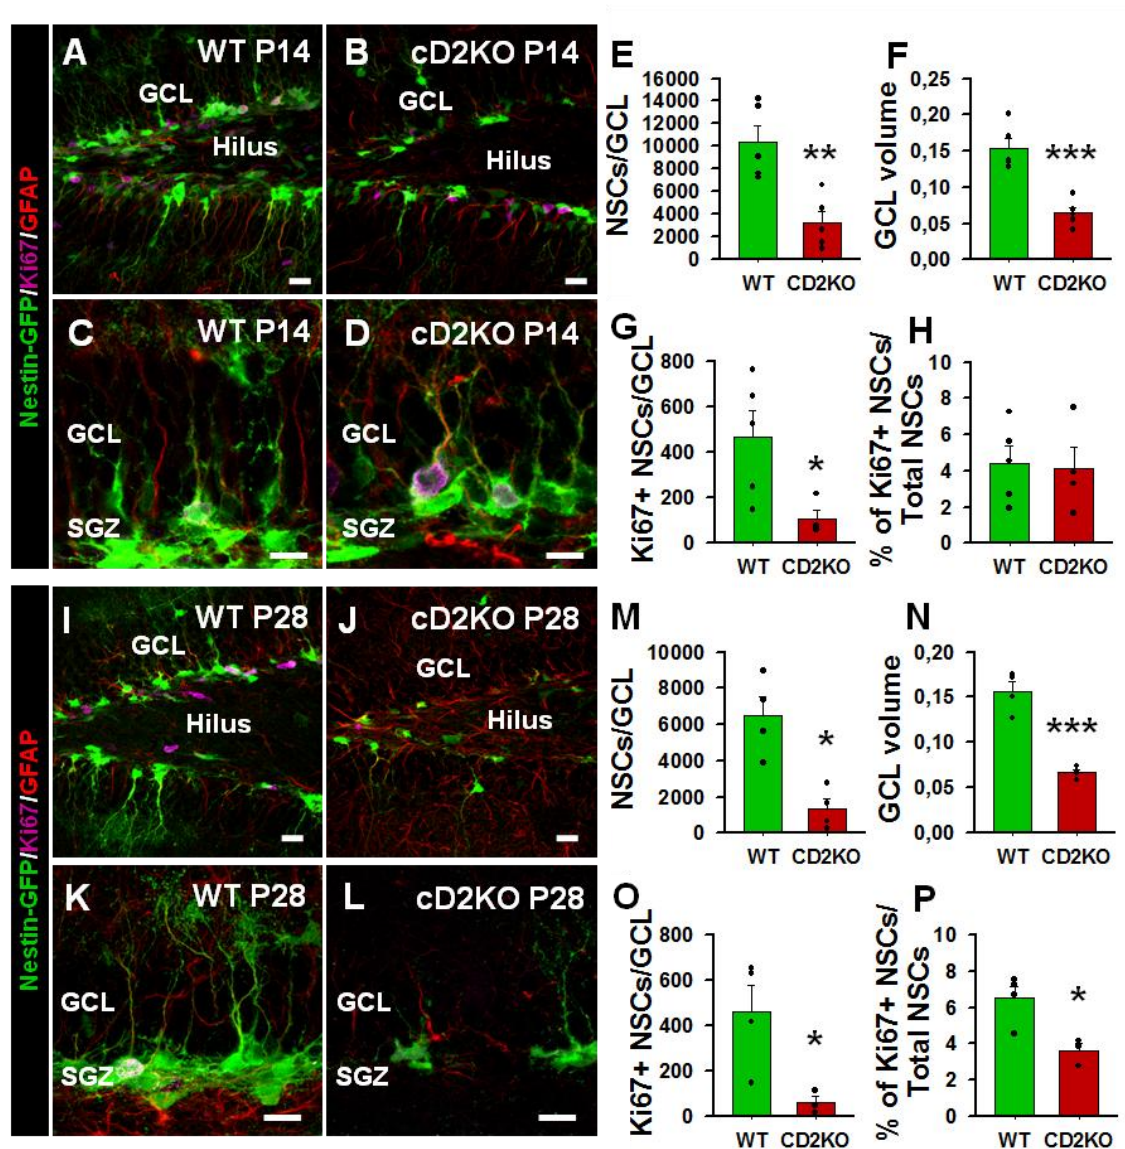 Nestin-GFP/Ki67/GFAP
A
WT P14
GCL
Hilus
B
cD2KO P14
GCL
Hilus
C
WT P14
GCL
SGZ
D
cD2KO P14
GCL
SGZ
E
NSCs/GCL
16000
14000
12000
10000
8000
6000
4000
2000
0
**
WT CD2KO
F
GCL volume
0,25
0,20
0,15
0,10
0,05
0,00
***
WT CD2KO
G
Ki67+ NSCs/GCL
800
600
400
200
0
*
WT CD2KO
H
% of Ki67+ NSCs/
Total NSCs
10
8
6
4
2
0
WT CD2KO
Nestin-GFP/Ki67/GFAP
I
WT P28
GCL
Hilus
J
cD2KO P28
GCL
Hilus
K
WT P28
GCL
SGZ
L
cD2KO P28
GCL
SGZ
M
NSCs/GCL
10000
8000
6000
4000
2000
0
*
WT CD2KO
N
GCL volume
0,20
0,15
0,10
0,05
0,00
***
WT CD2KO
O
Ki67+ NSCs/GCL
800
600
400
200
0
*
WT CD2KO
P
% of Ki67+ NSCs/
Total NSCs
10
8
6
4
2
0
*
WT CD2KO